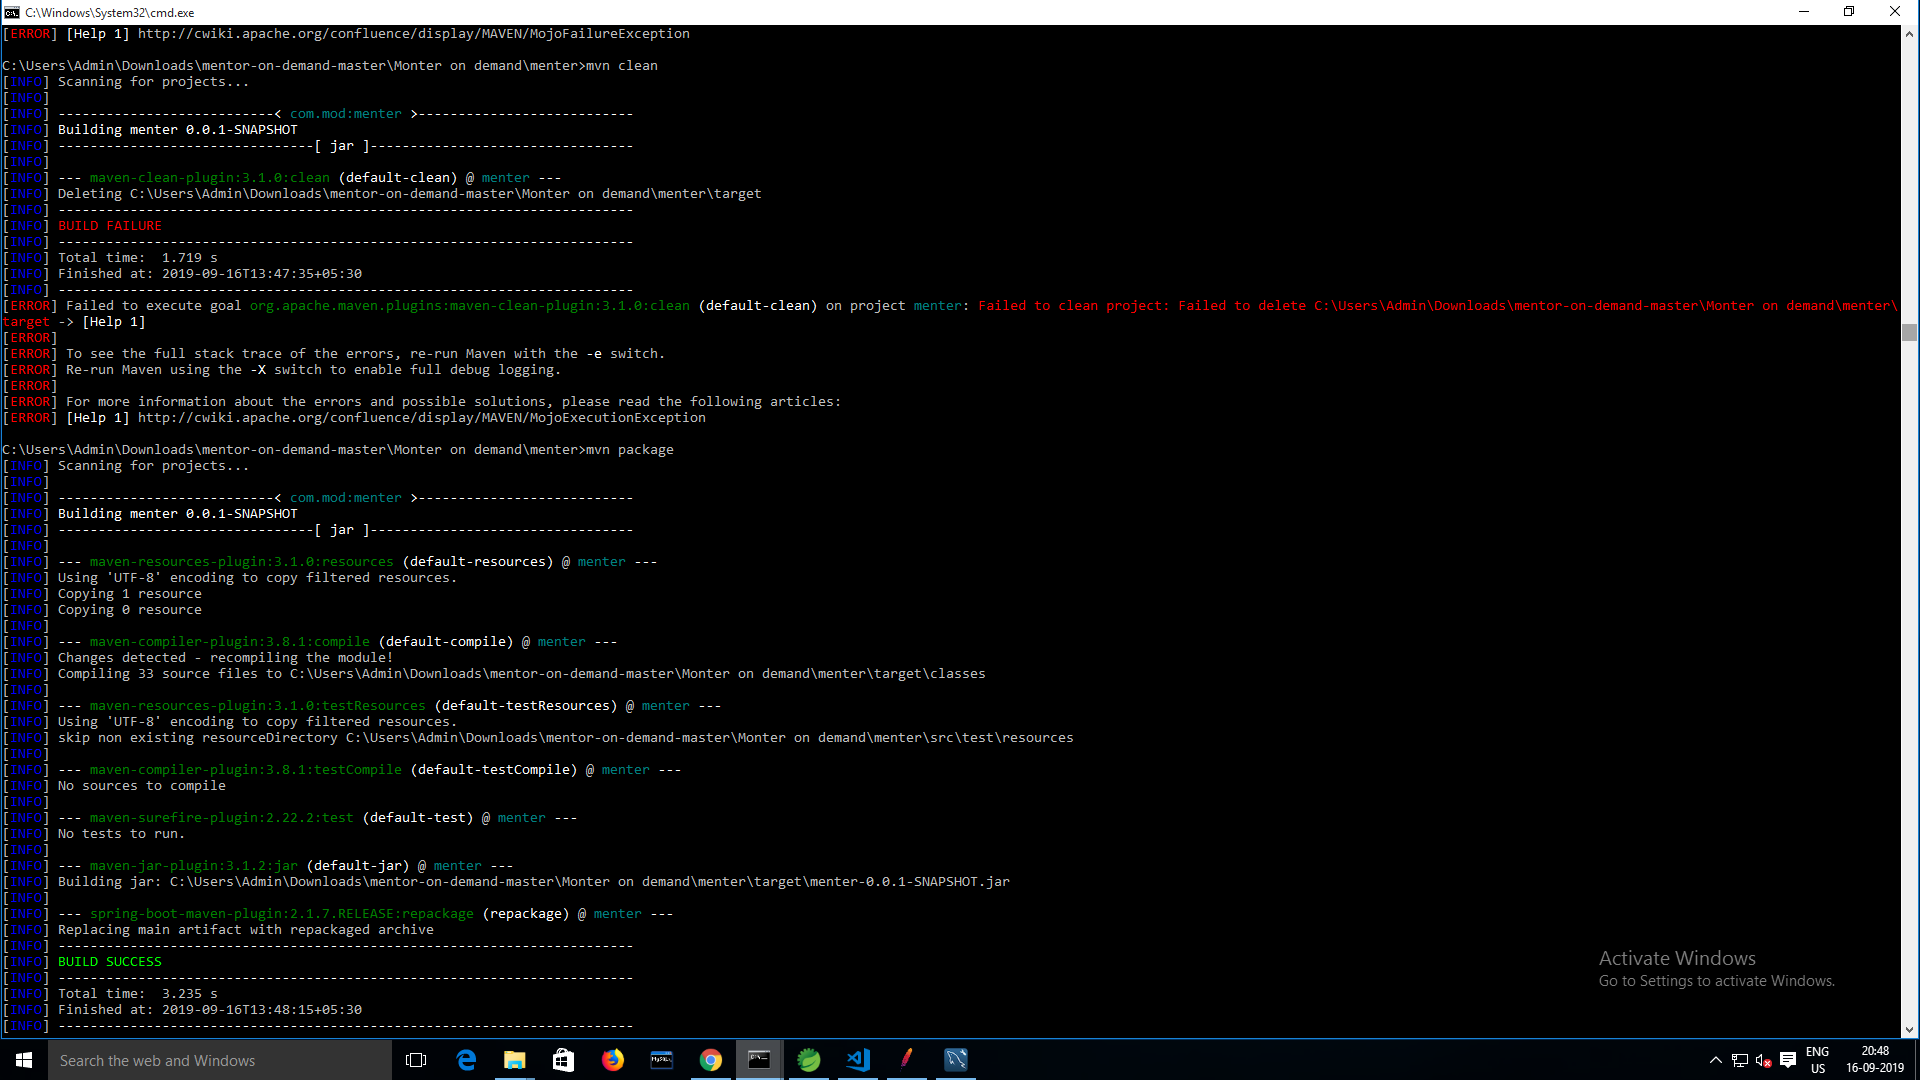 C:\Windows\System32\cmd.exe
[ERROR] [Help 1] http://cwiki.apache.org/confluence/display/MAVEN/MojoFailureException
C:\Users\Admin\Downloads\mentor-on-demand-master\Monter on demand\menter>mvn clean
[INFO] Scanning for projects...
[INFO]
[INFO] ---------------------------< com.mod:menter >---------------------------
[INFO] Building menter 0.0.1-SNAPSHOT
[INFO] --------------------------------[ jar ]---------------------------------
[INFO]
[INFO] --- maven-clean-plugin:3.1.0:clean (default-clean) @ menter ---
[INFO] Deleting C:\Users\Admin\Downloads\mentor-on-demand-master\Monter on demand\menter\target
[INFO] ------------------------------------------------------------------------
[INFO] BUILD FAILURE
[INFO] ------------------------------------------------------------------------
[INFO] Total time:  1.719 s
[INFO] Finished at: 2019-09-16T13:47:35+05:30
[INFO] ------------------------------------------------------------------------
[ERROR] Failed to execute goal org.apache.maven.plugins:maven-clean-plugin:3.1.0:clean (default-clean) on project menter: Failed to clean project: Failed to delete C:\Users\Admin\Downloads\mentor-on-demand-master\Monter on demand\menter\
target -> [Help 1]
[ERROR]
[ERROR] To see the full stack trace of the errors, re-run Maven with the -e switch.
[ERROR] Re-run Maven using the -X switch to enable full debug logging.
[ERROR]
[ERROR] For more information about the errors and possible solutions, please read the following articles:
[ERROR] [Help 1] http://cwiki.apache.org/confluence/display/MAVEN/MojoExecutionException
C:\Users\Admin\Downloads\mentor-on-demand-master\Monter on demand\menter>mvn package
[INFO] Scanning for projects...
[INFO]
[INFO] ---------------------------< com.mod:menter >---------------------------
[INFO] Building menter 0.0.1-SNAPSHOT
[INFO] --------------------------------[ jar ]---------------------------------
[INFO]
[INFO] --- maven-resources-plugin:3.1.0:resources (default-resources) @ menter ---
[INFO] Using 'UTF-8' encoding to copy filtered resources.
[INFO] Copying 1 resource
[INFO] Copying 0 resource
[INFO]
[INFO] --- maven-compiler-plugin:3.8.1:compile (default-compile) @ menter ---
[INFO] Changes detected - recompiling the module!
[INFO] Compiling 33 source files to C:\Users\Admin\Downloads\mentor-on-demand-master\Monter on demand\menter\target\classes
[INFO]
[INFO] --- maven-resources-plugin:3.1.0:testResources (default-testResources) @ menter ---
[INFO] Using 'UTF-8' encoding to copy filtered resources.
[INFO] skip non existing resourceDirectory C:\Users\Admin\Downloads\mentor-on-demand-master\Monter on demand\menter\src\test\resources
[INFO]
[INFO] --- maven-compiler-plugin:3.8.1:testCompile (default-testCompile) @ menter ---
[INFO] No sources to compile
[INFO]
[INFO] --- maven-surefire-plugin:2.22.2:test (default-test) @ menter ---
[INFO] No tests to run.
[INFO]
[INFO] --- maven-jar-plugin:3.1.2:jar (default-jar) @ menter ---
[INFO] Building jar: C:\Users\Admin\Downloads\mentor-on-demand-master\Monter on demand\menter\target\menter-0.0.1-SNAPSHOT.jar
[INFO]
[INFO] --- spring-boot-maven-plugin:2.1.7.RELEASE:repackage (repackage) @ menter ---
[INFO] Replacing main artifact with repackaged archive
[INFO] ------------------------------------------------------------------------
[INFO] BUILD SUCCESS
[INFO] ------------------------------------------------------------------------
[INFO] Total time:  3.235 s
[INFO] Finished at: 2019-09-16T13:48:15+05:30
[INFO] ------------------------------------------------------------------------
Activate Windows
Go to Settings to activate Windows.
Search the web and Windows
MySQL
ENG
US
20:48
16-09-2019